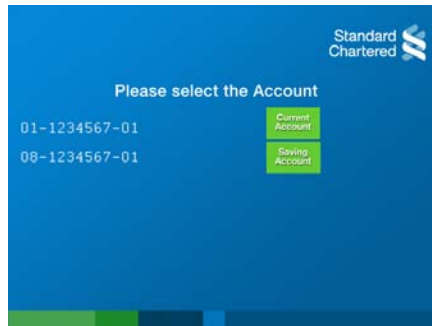 Standard
Chartered
Please select the Account
01-1234567-01
Current
Account
08-1234567-01
Saving
Account